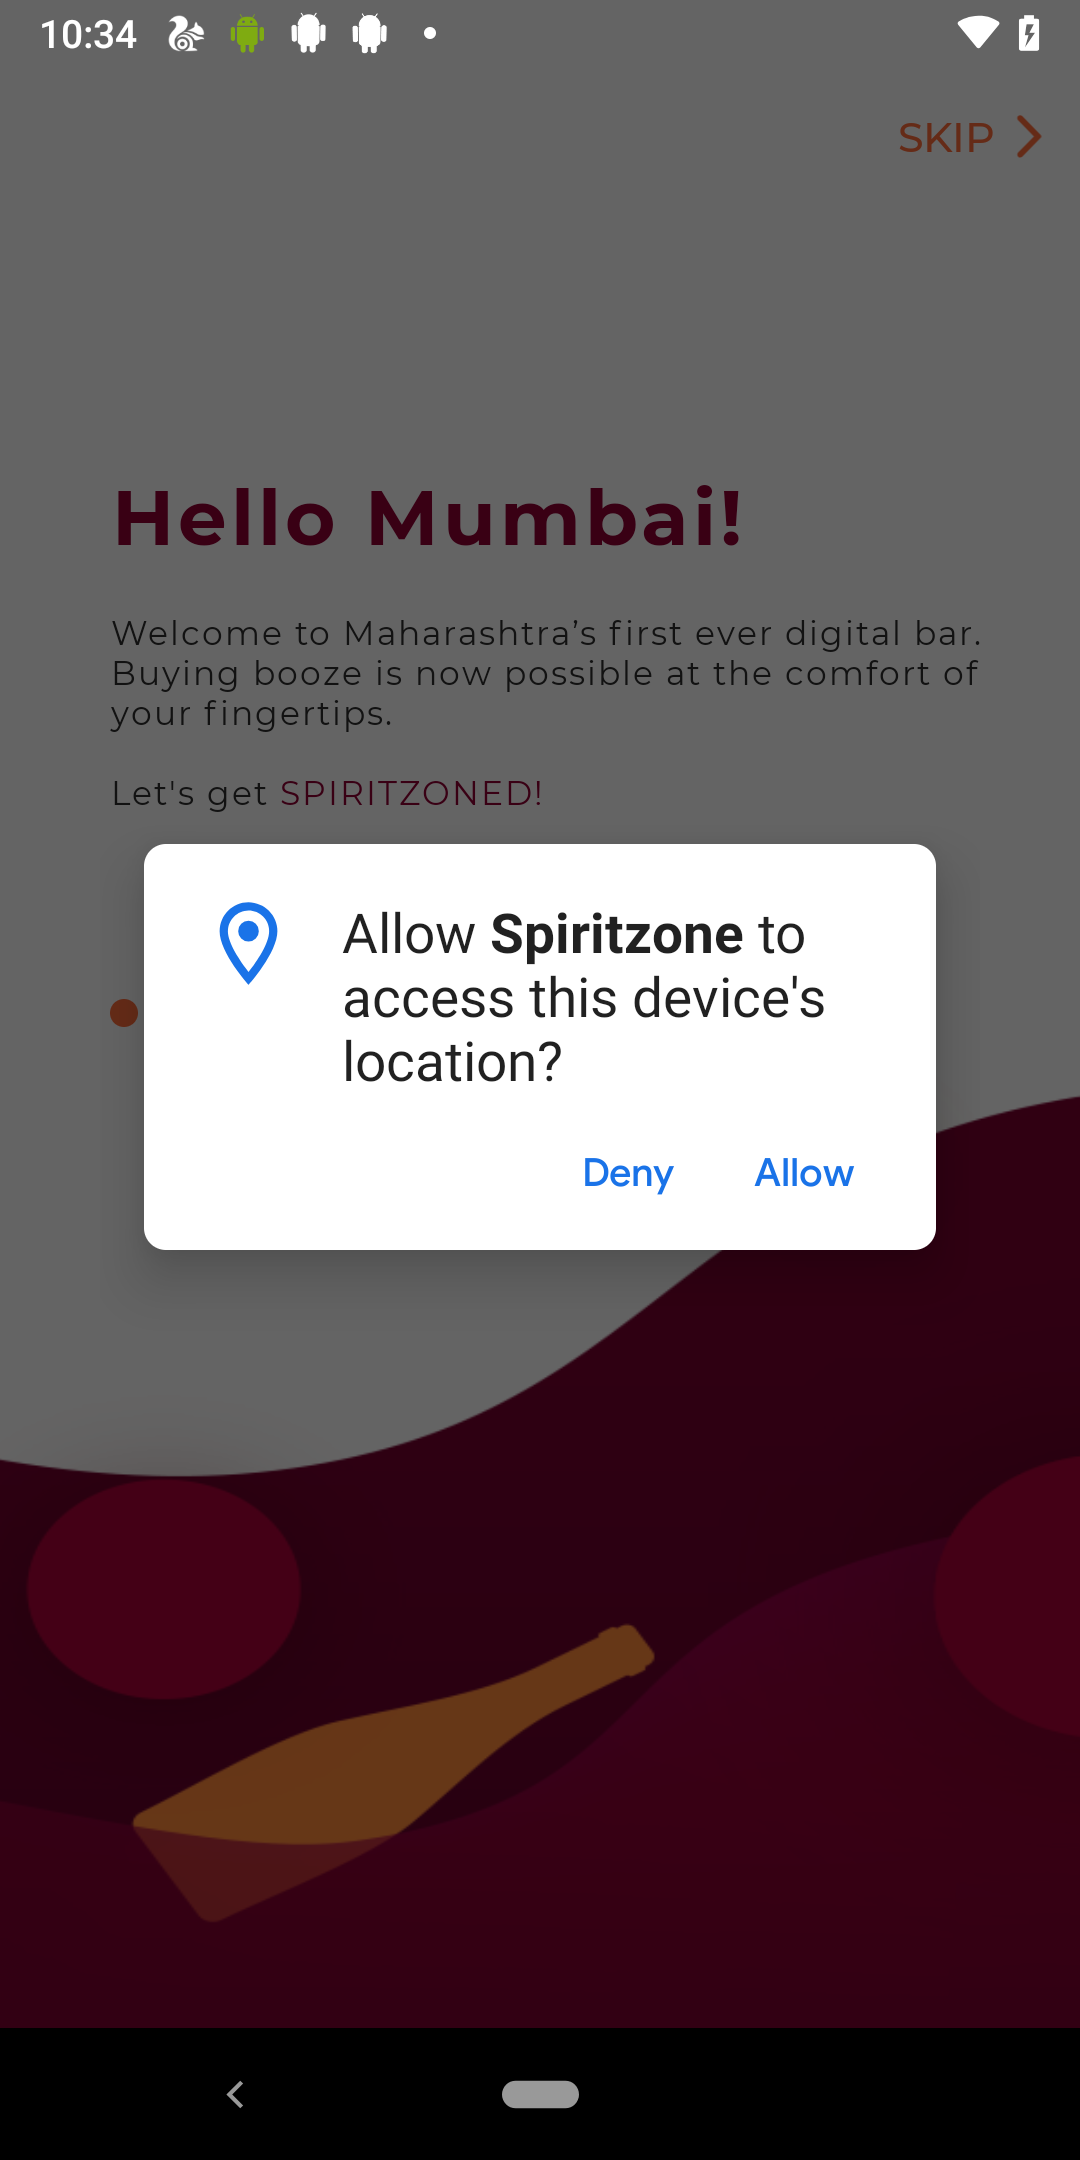 10:34
SKIP
Hello Mumbai!
Welcome to Maharashtra’s first ever digital bar.
Buying booze is now possible at the comfort of
your fingertips.
Let's get SPIRITZONED!
Allow Spiritzone to
access this device's
location?
Deny Allow